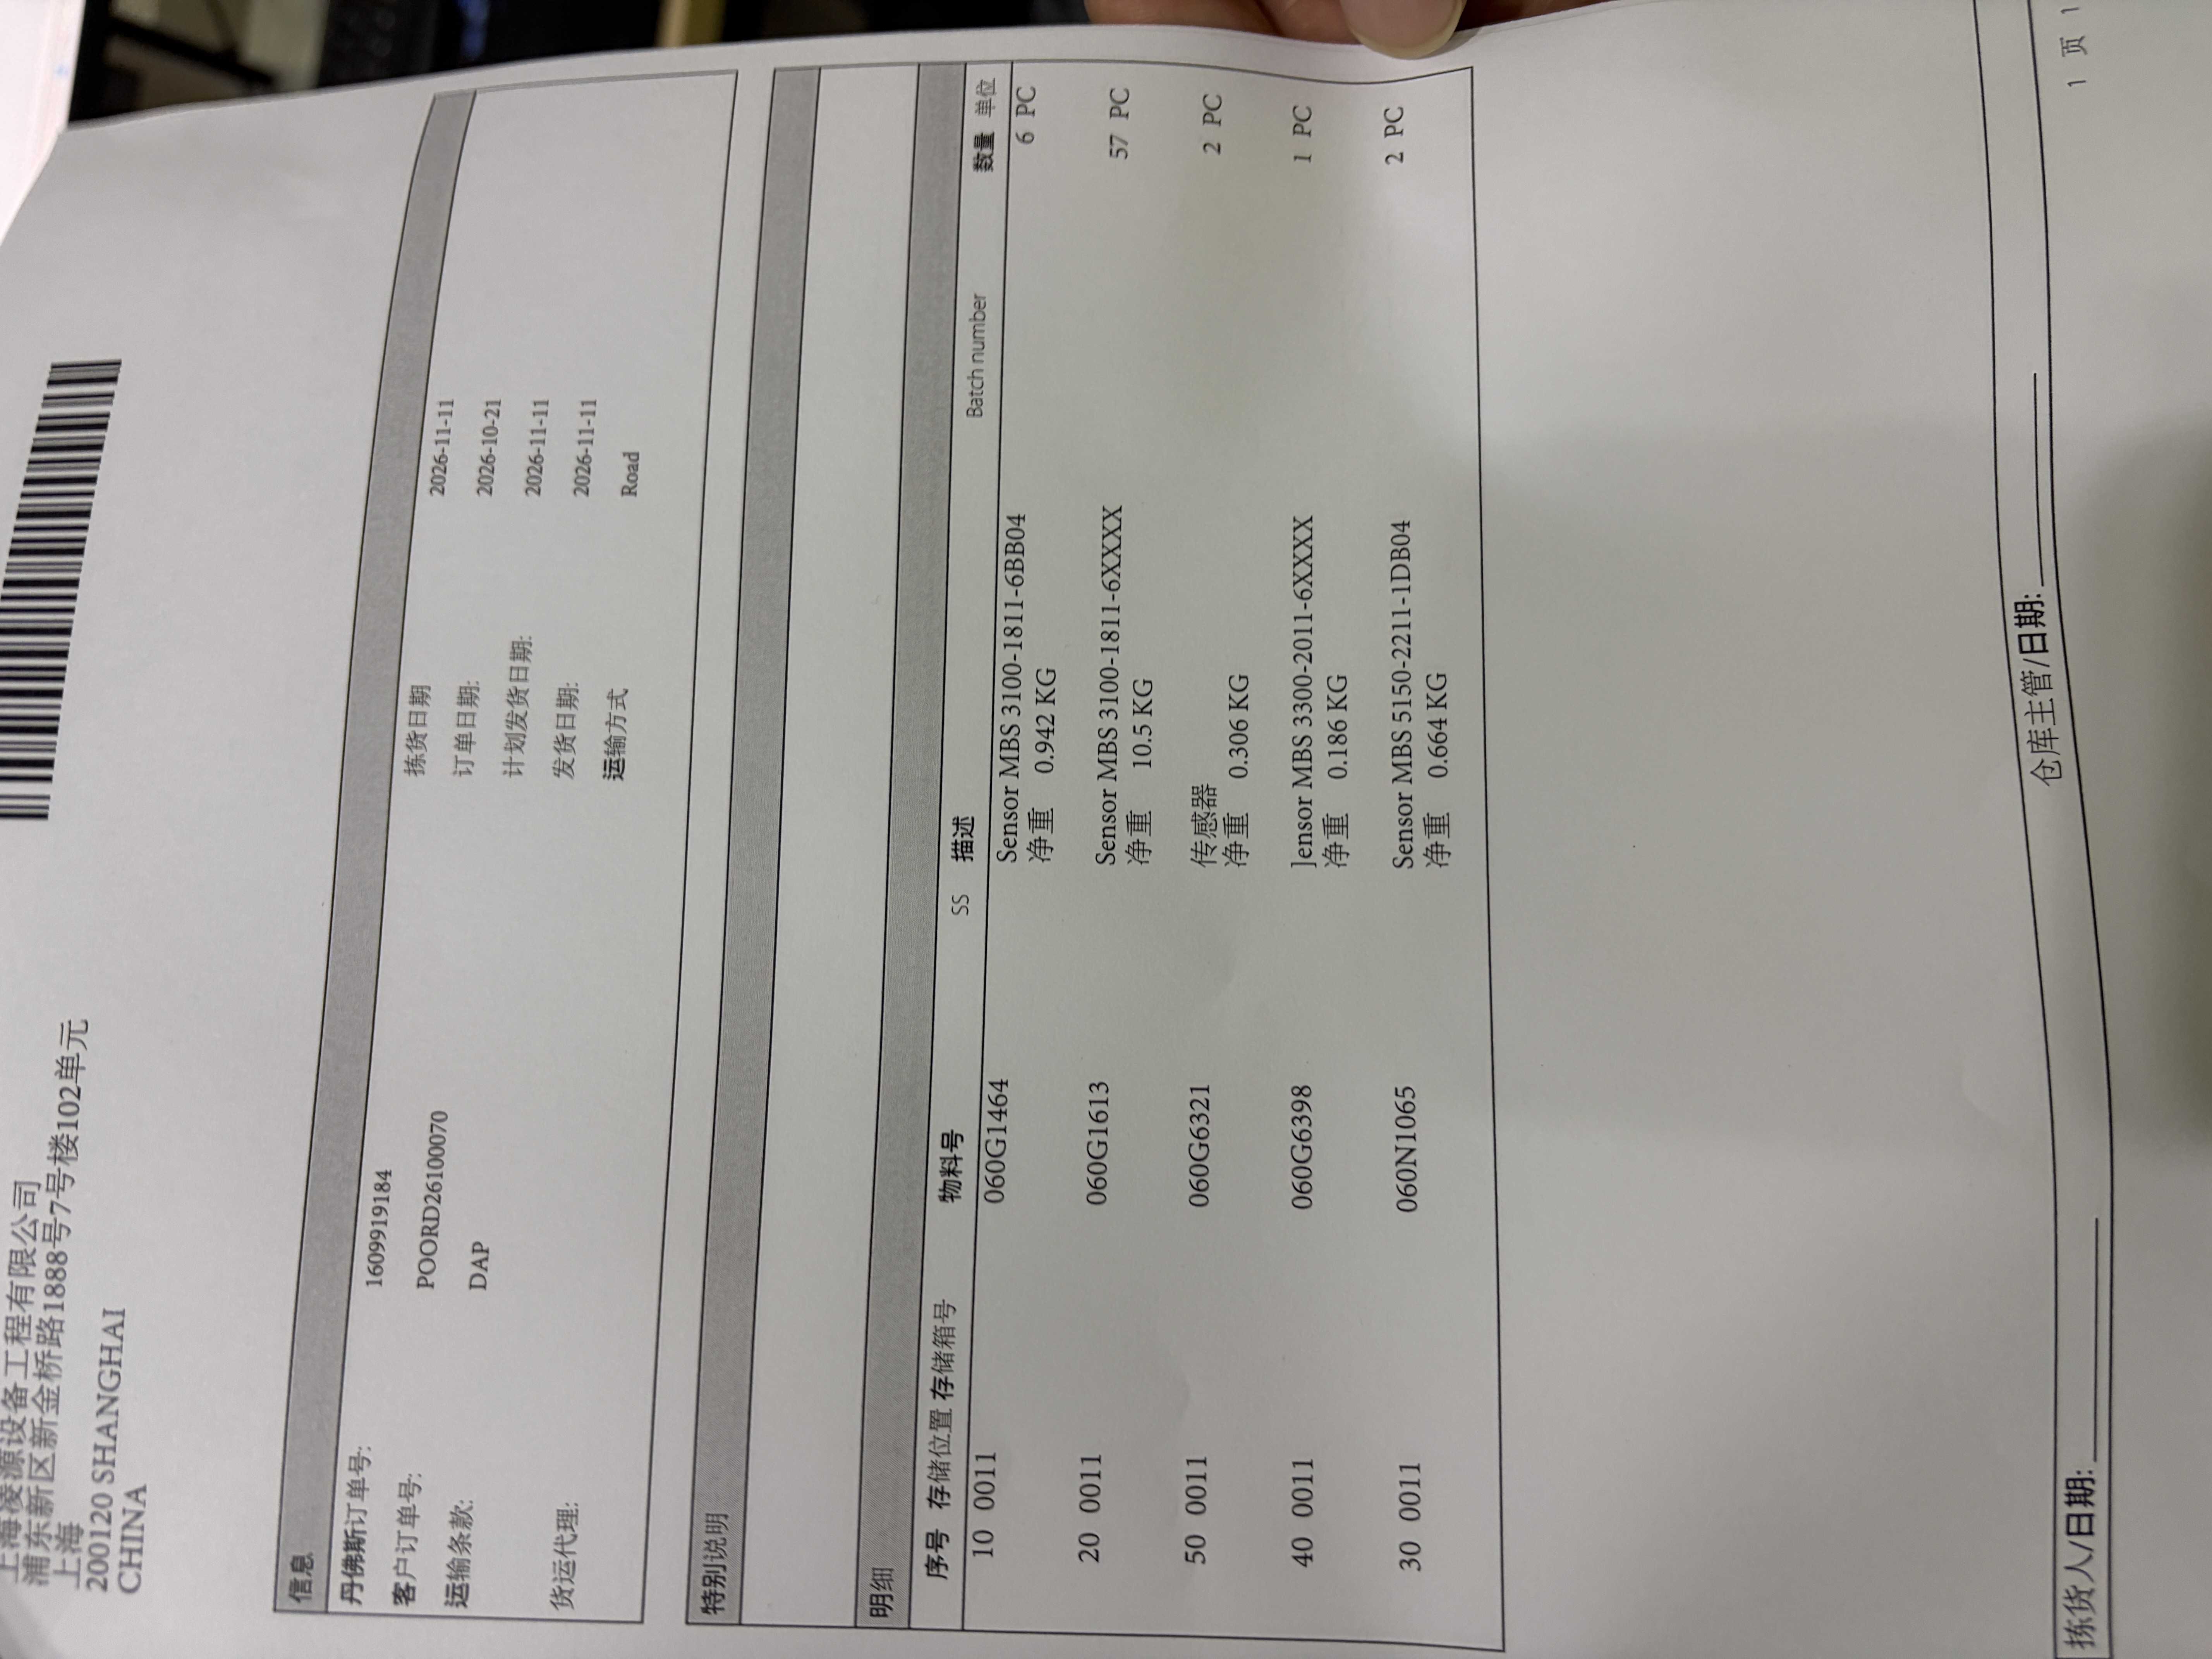 上海凌源设备工程有限公司
浦东新区新金桥路1888号7号楼102单元
上海
200120 SHANGHAI
CHINA
信息
丹佛斯订单号: 1609919184
客户订单号: POORD26100070
运输条款: DAP
货运代理:
拣货日期 2026-11-11
订单日期: 2026-10-21
计划发货日期: 2026-11-11
发货日期: 2026-11-11
运输方式 Road
特别说明
明细
序号 存储位置 存储箱号 物料号 SS 描述 Batch number 数量 单位
10 0011 060G1464 Sensor MBS 3100-1811-6BB04 6 PC
净重 0.942 KG
20 0011 060G1613 Sensor MBS 3100-1811-6XXXX 57 PC
净重 10.5 KG
50 0011 060G6321 传感器 2 PC
净重 0.306 KG
40 0011 060G6398 ]ensor MBS 3300-2011-6XXXX 1 PC
净重 0.186 KG
30 0011 060N1065 Sensor MBS 5150-2211-1DB04 2 PC
净重 0.664 KG
拣货人/日期: 仓库主管/日期:
1 页 1